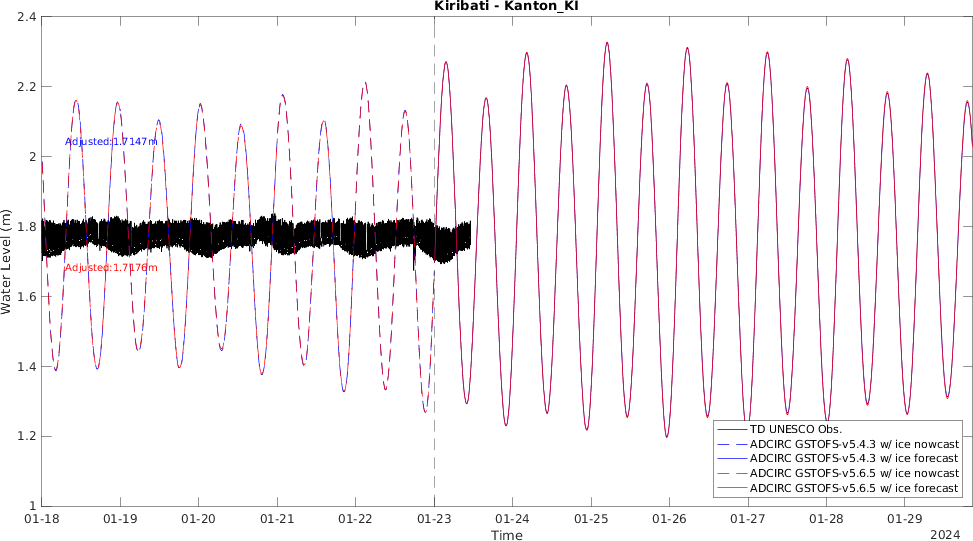 Kiribati - Kanton_KI
2.4
2.2
2
1.8
1.6
1.4
1.2
1
Water Level (m)
Adjusted:1.7147m
Adjusted:1.7176m
TD UNESCO Obs.
ADCIRC GSTOFS-v5.4.3 w/ ice nowcast
ADCIRC GSTOFS-v5.4.3 w/ ice forecast
ADCIRC GSTOFS-v5.6.5 w/ ice nowcast
ADCIRC GSTOFS-v5.6.5 w/ ice forecast
01-18 01-19 01-20 01-21 01-22 01-23 01-24 01-25 01-26 01-27 01-28 01-29
Time
2024